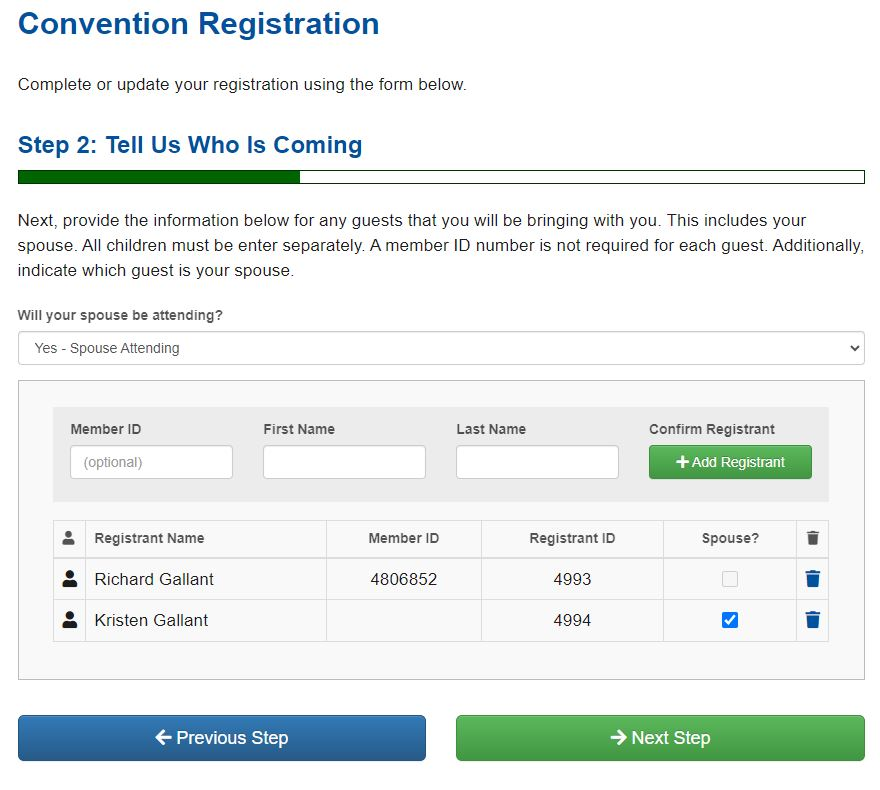 Convention Registration
Complete or update your registration using the form below.
Step 2: Tell Us Who Is Coming
Next, provide the information below for any guests that you will be bringing with you. This includes your
spouse. All children must be enter separately. A member ID number is not required for each guest. Additionally,
indicate which guest is your spouse.
Will your spouse be attending?
Yes - Spouse Attending
Member ID First Name Last Name Confirm Registrant
(optional) Add Registrant
Registrant Name Member ID Registrant ID Spouse?
Richard Gallant 4806852 4993
Kristen Gallant 4994
Previous Step Next Step